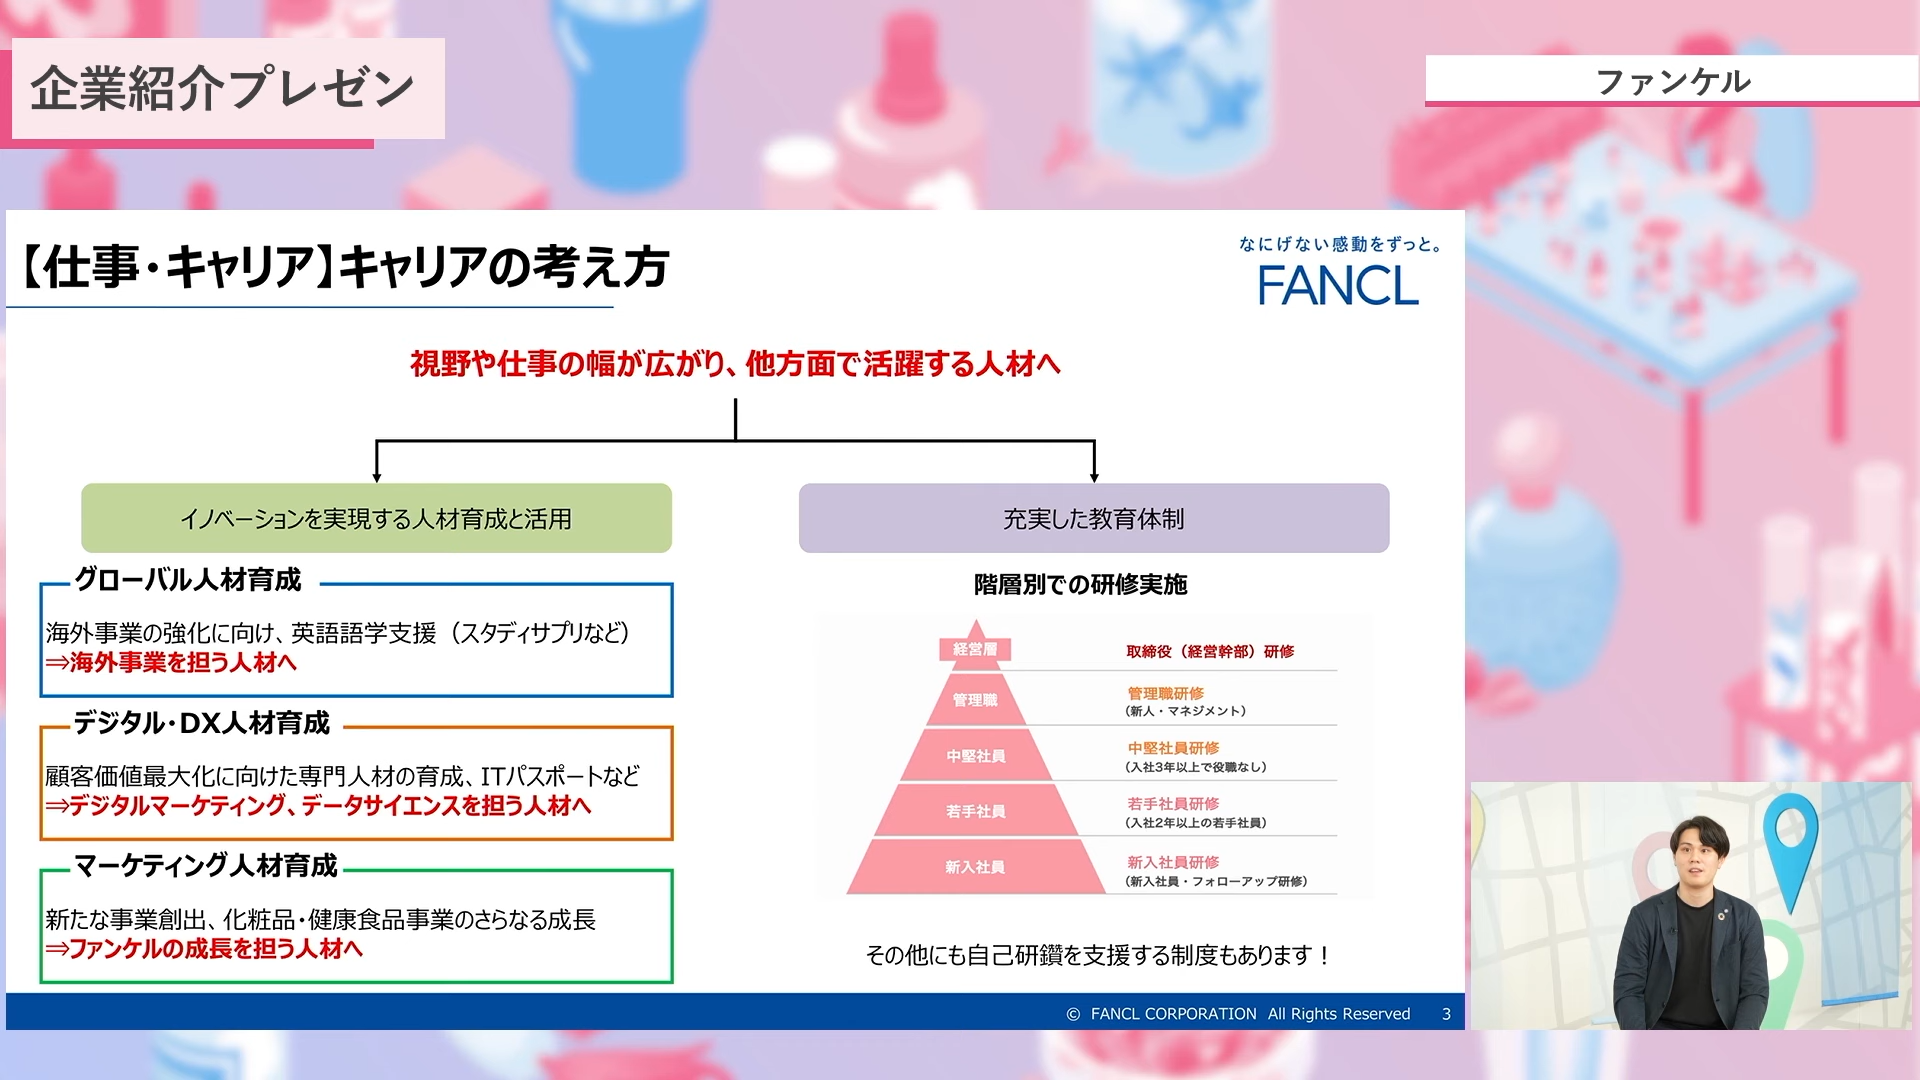 企業紹介プレゼン
ファンケル
【仕事・キャリア】キャリアの考え方
なにげない感動をずっと。
FANCL
視野や仕事の幅が広がり、他方面で活躍する人材へ
イノベーションを実現する人材育成と活用
充実した教育体制
グローバル人材育成
海外事業の強化に向け、英語語学支援（スタディサプリなど）
⇒海外事業を担う人材へ
デジタル・DX人材育成
顧客価値最大化に向けた専門人材の育成、ITパスポートなど
⇒デジタルマーケティング、データサイエンスを担う人材へ
マーケティング人材育成
新たな事業創出、化粧品・健康食品事業のさらなる成長
⇒ファンケルの成長を担う人材へ
階層別での研修実施
経営層
取締役（経営幹部）研修
管理職
管理職研修
（新人・マネジメント）
中堅社員
中堅社員研修
（入社3年以上で役職なし）
若手社員
若手社員研修
（入社2年以上の若手社員）
新入社員
新入社員研修
（新入社員・フォローアップ研修）
その他にも自己研鑽を支援する制度もあります！
© FANCL CORPORATION All Rights Reserved 3